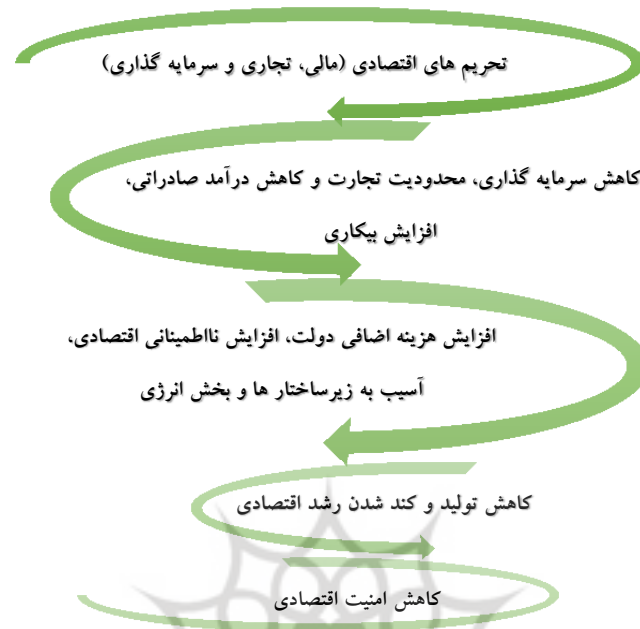 تحریم های اقتصادی (مالی، تجاری و سرمایه گذاری)
کاهش سرمایه گذاری، محدودیت تجارت و کاهش درآمد صادراتی،
افزایش بیکاری
افزایش هزینه اضافی دولت، افزایش نااطمینانی اقتصادی،
آسیب به زیرساختار ها و بخش انرژی
کاهش تولید و کند شدن رشد اقتصادی
کاهش امنیت اقتصادی